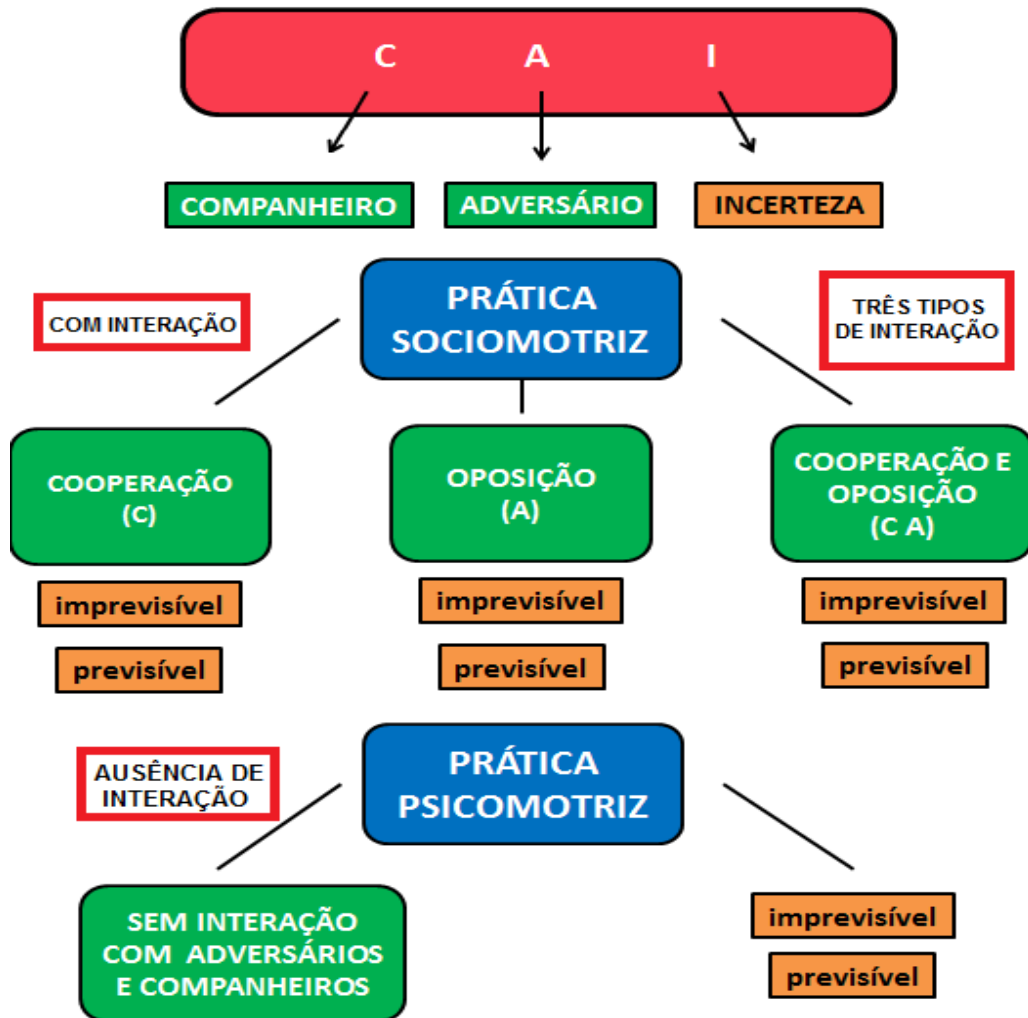 C A I
COMPANHEIRO
ADVERSÁRIO
INCERTEZA
COM INTERAÇÃO
PRÁTICA
SOCIOMOTRIZ
TRÊS TIPOS
DE INTERAÇÃO
COOPERAÇÃO
(C)
OPOSIÇÃO
(A)
COOPERAÇÃO E
OPOSIÇÃO
(C A)
imprevisível
previsível
imprevisível
previsível
imprevisível
previsível
AUSÊNCIA DE
INTERAÇÃO
PRÁTICA
PSICOMOTRIZ
SEM INTERAÇÃO
COM ADVERSÁRIOS
E COMPANHEIROS
imprevisível
previsível